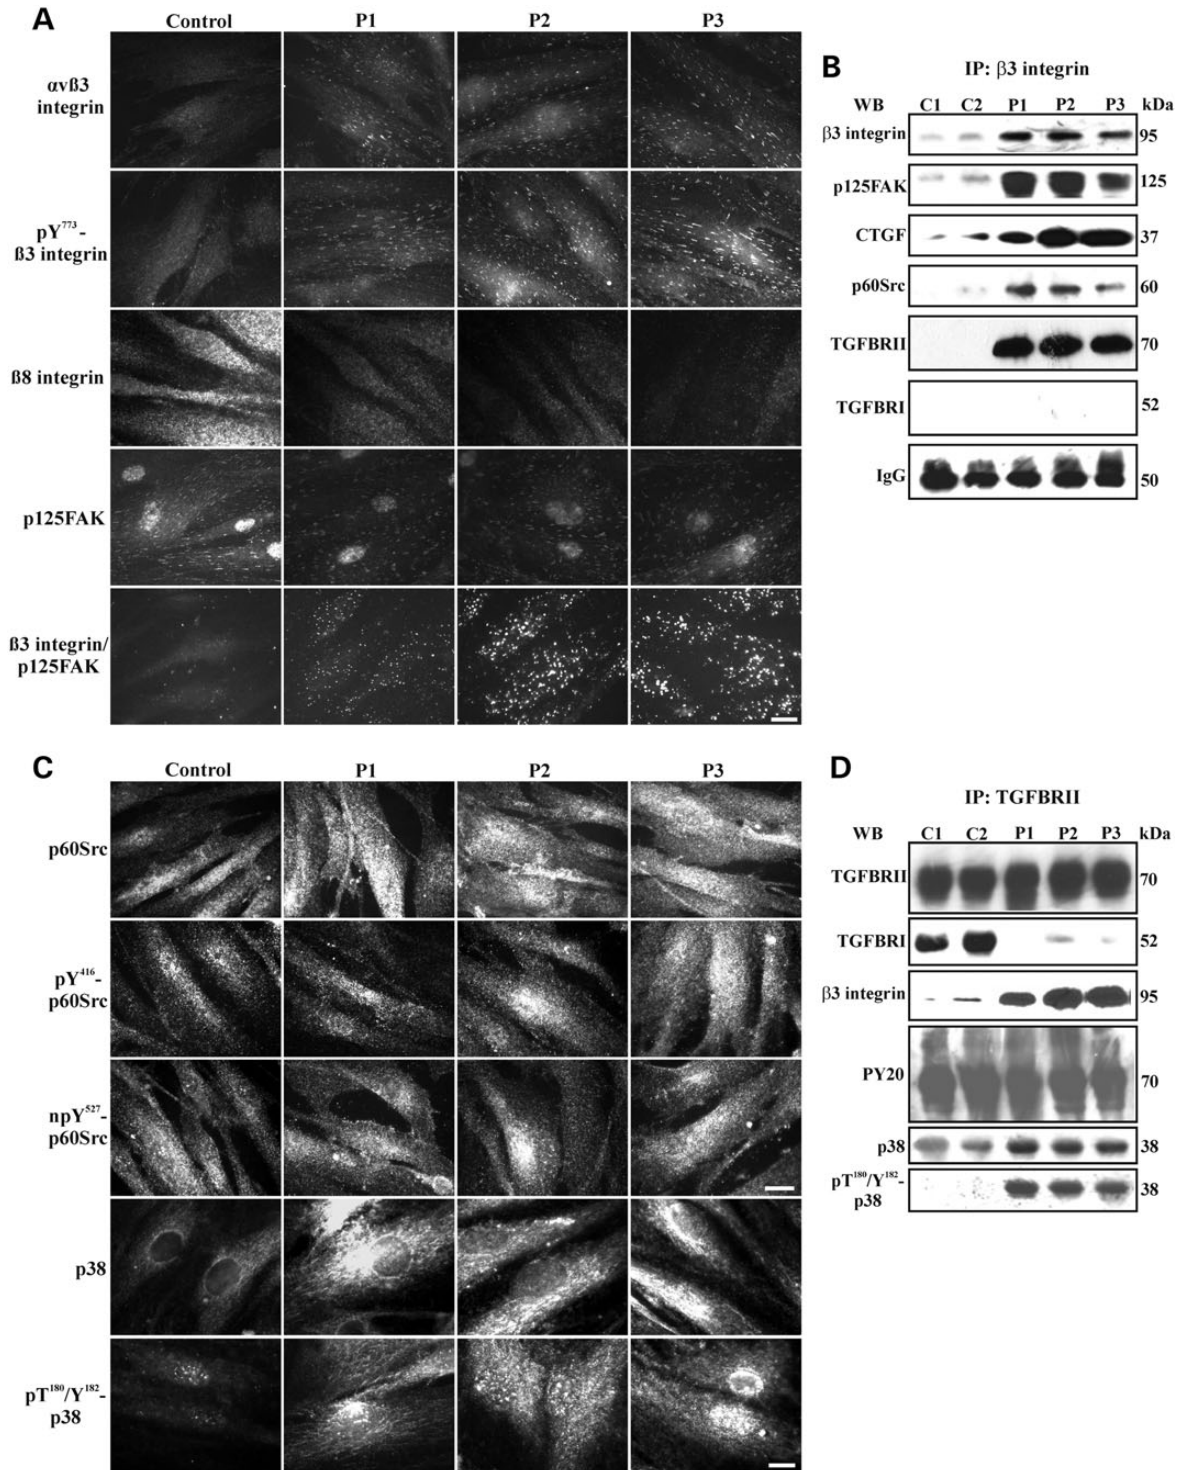 A
Control P1 P2 P3
αvß3
integrin
pY⁷⁷³-
ß3 integrin
ß8 integrin
p125FAK
ß3 integrin/
p125FAK
B
IP: β3 integrin
WB C1 C2 P1 P2 P3 kDa
β3 integrin 95
p125FAK 125
CTGF 37
p60Src 60
TGFBRII 70
TGFBRI 52
IgG 50
C
Control P1 P2 P3
p60Src
pY⁴¹⁶-
p60Src
npY⁵²⁷-
p60Src
p38
pT¹⁸⁰/Y¹⁸²-
p38
D
IP: TGFBRII
WB C1 C2 P1 P2 P3 kDa
TGFBRII 70
TGFBRI 52
β3 integrin 95
PY20 70
p38 38
pT¹⁸⁰/Y¹⁸²-
p38 38